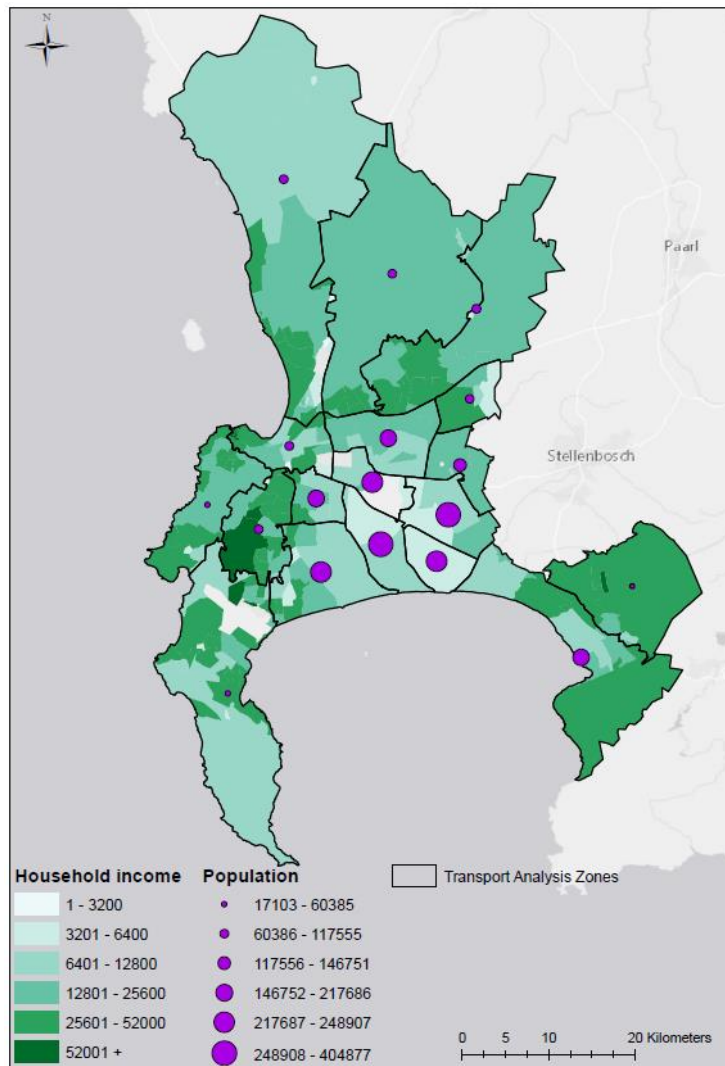 N
Paarl
Stellenbosch
Household income
1 - 3200
3201 - 6400
6401 - 12800
12801 - 25600
25601 - 52000
52001 +
Population
17103 - 60385
60386 - 117555
117556 - 146751
146752 - 217686
217687 - 248907
248908 - 404877
Transport Analysis Zones
0 5 10 20 Kilometers